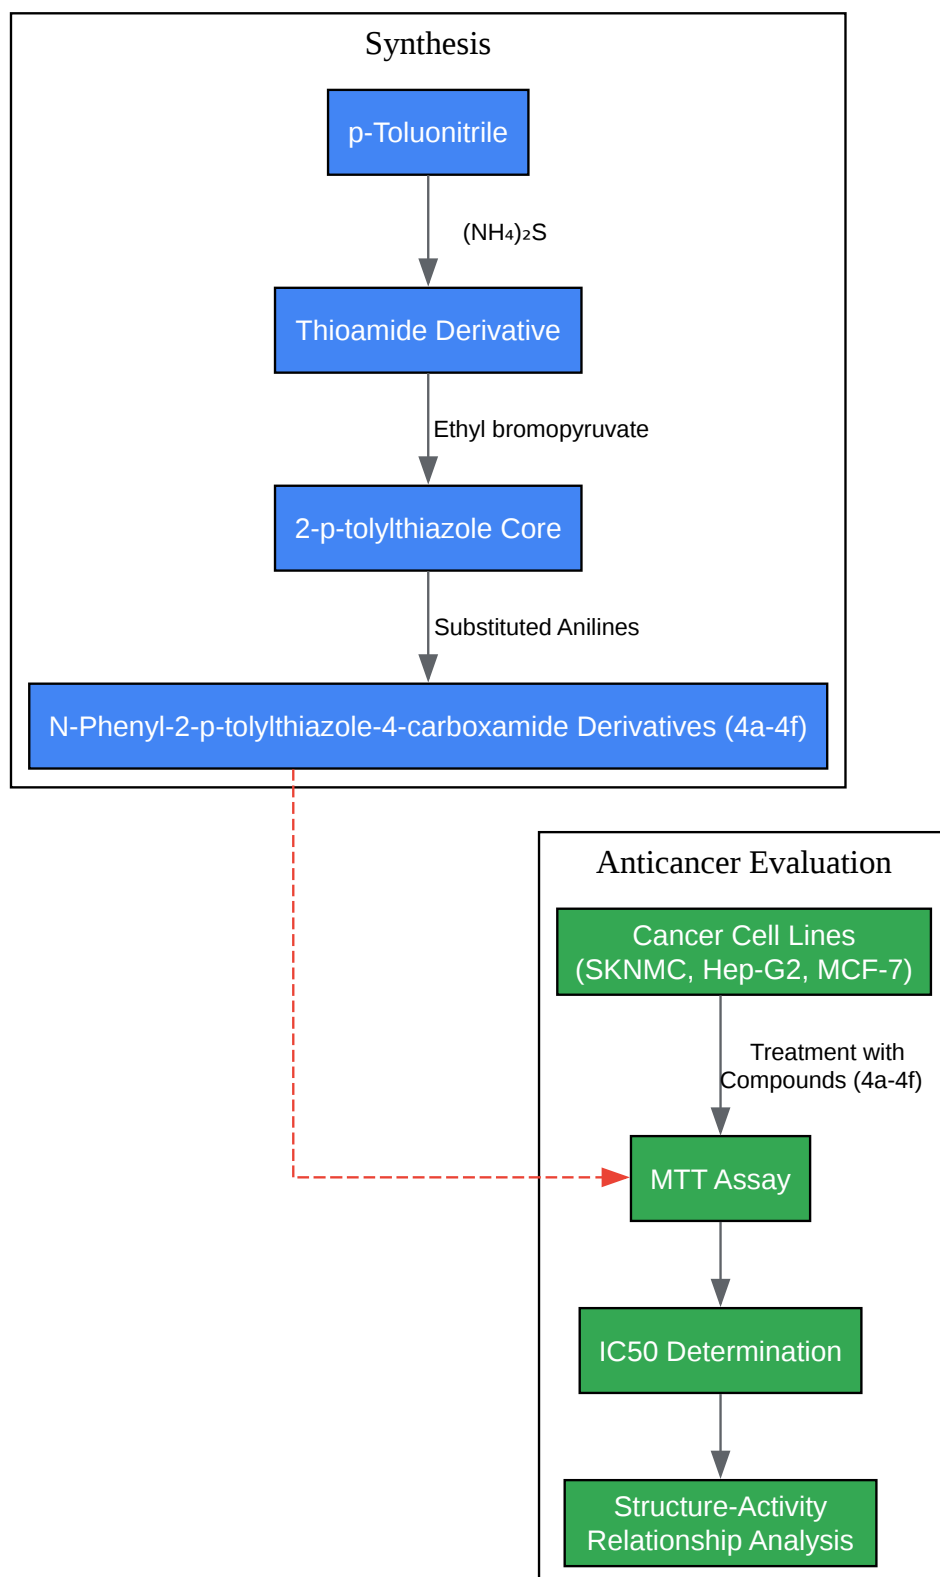 Synthesis
p-Toluonitrile
(NH₄)₂S
Thioamide Derivative
Ethyl bromopyruvate
2-p-tolylthiazole Core
Substituted Anilines
N-Phenyl-2-p-tolylthiazole-4-carboxamide Derivatives (4a-4f)
Anticancer Evaluation
Cancer Cell Lines
(SKNMC, Hep-G2, MCF-7)
Treatment with
Compounds (4a-4f)
MTT Assay
IC50 Determination
Structure-Activity
Relationship Analysis